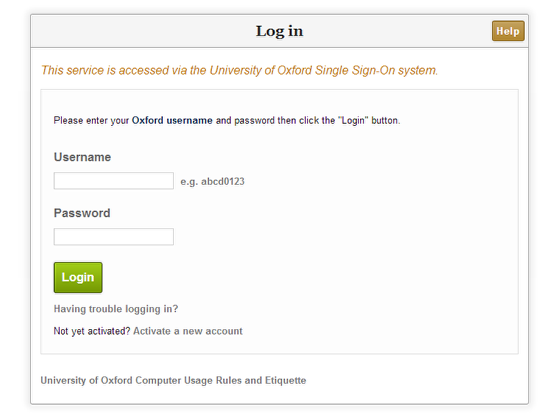 Log in
Help
This service is accessed via the University of Oxford Single Sign-On system.
Please enter your Oxford username and password then click the "Login" button.
Username
e.g. abcd0123
Password
Login
Having trouble logging in?
Not yet activated? Activate a new account
University of Oxford Computer Usage Rules and Etiquette